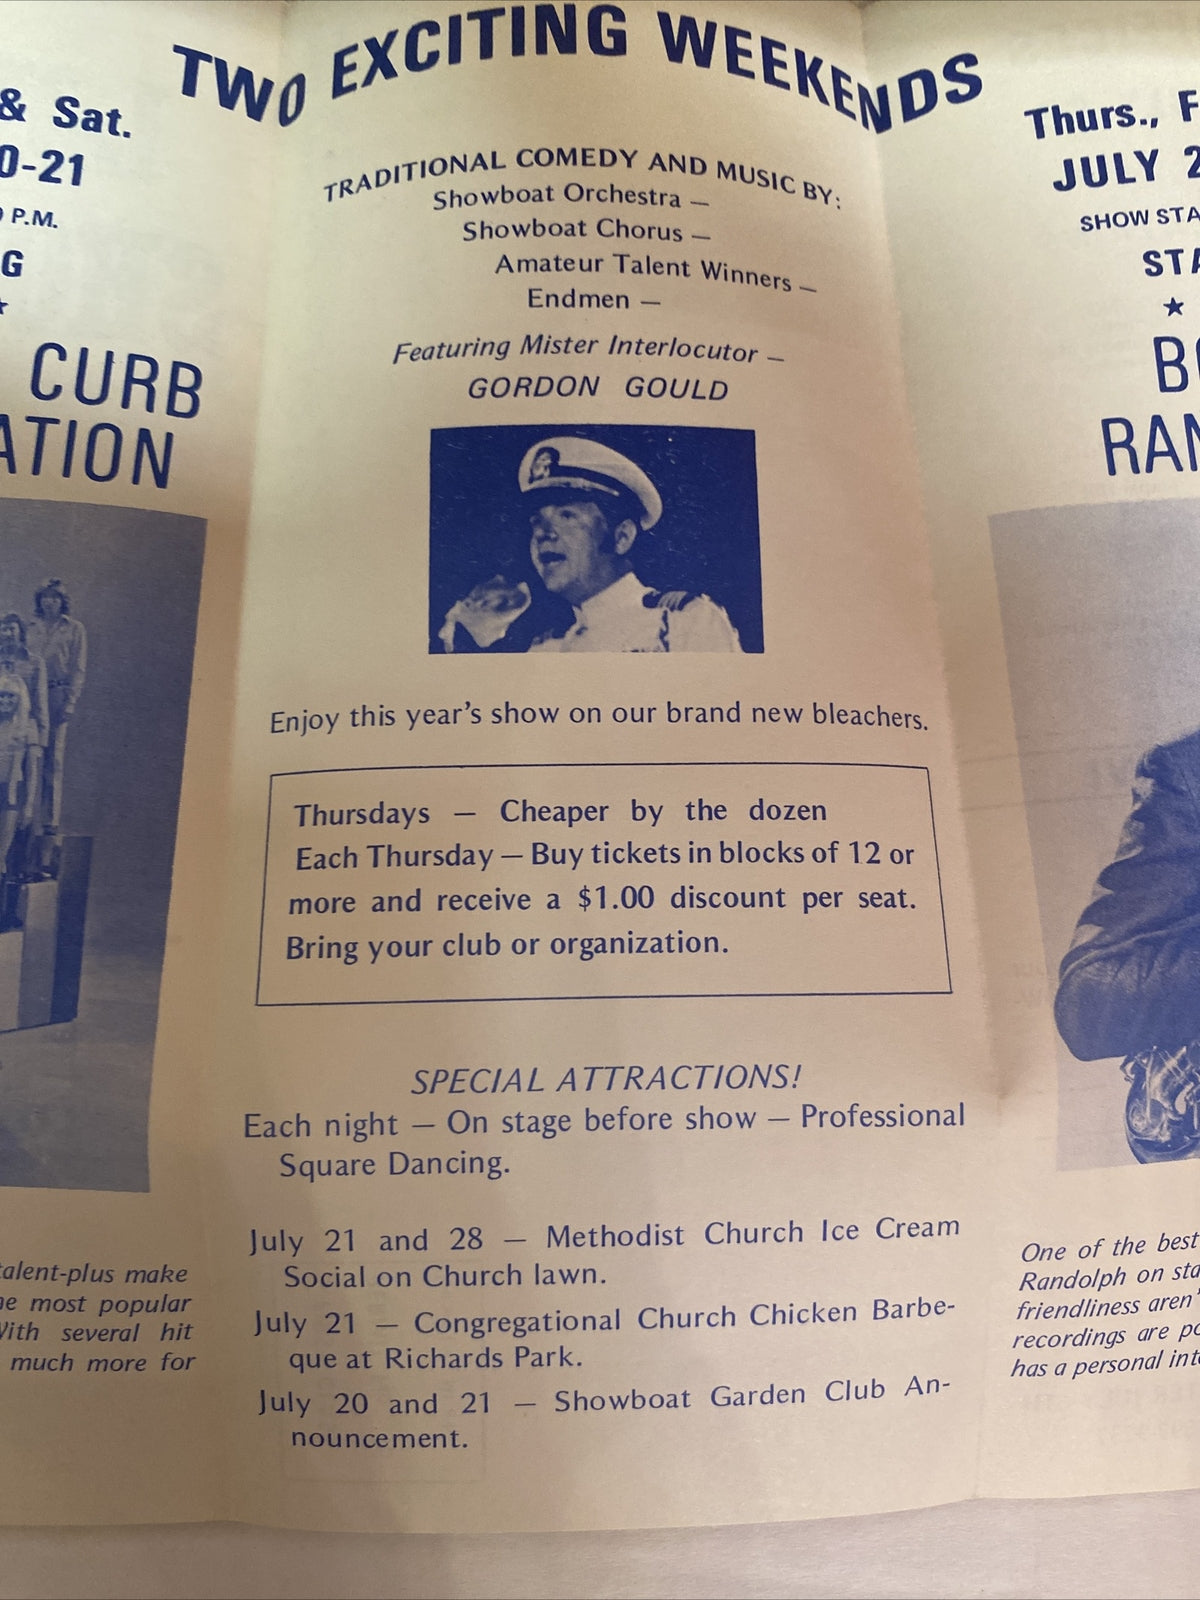 TWO EXCITING WEEKENDS
& Sat.
0-21
P.M.
G
CURB
ATION
alent-plus make
e most popular
With several hit
much more for
TRADITIONAL COMEDY AND MUSIC BY:
Showboat Orchestra —
Showboat Chorus —
Amateur Talent Winners —
Endmen —
Featuring Mister Interlocutor —
GORDON GOULD
Enjoy this year's show on our brand new bleachers.
Thursdays — Cheaper by the dozen
Each Thursday — Buy tickets in blocks of 12 or
more and receive a $1.00 discount per seat.
Bring your club or organization.
SPECIAL ATTRACTIONS!
Each night — On stage before show — Professional
Square Dancing.
July 21 and 28 — Methodist Church Ice Cream
Social on Church lawn.
July 21 — Congregational Church Chicken Barbe-
que at Richards Park.
July 20 and 21 — Showboat Garden Club An-
nouncement.
Thurs., F
JULY 2
SHOW STA
STA
BO
RAN
One of the best
Randolph on sta
friendliness aren'
recordings are po
has a personal inte